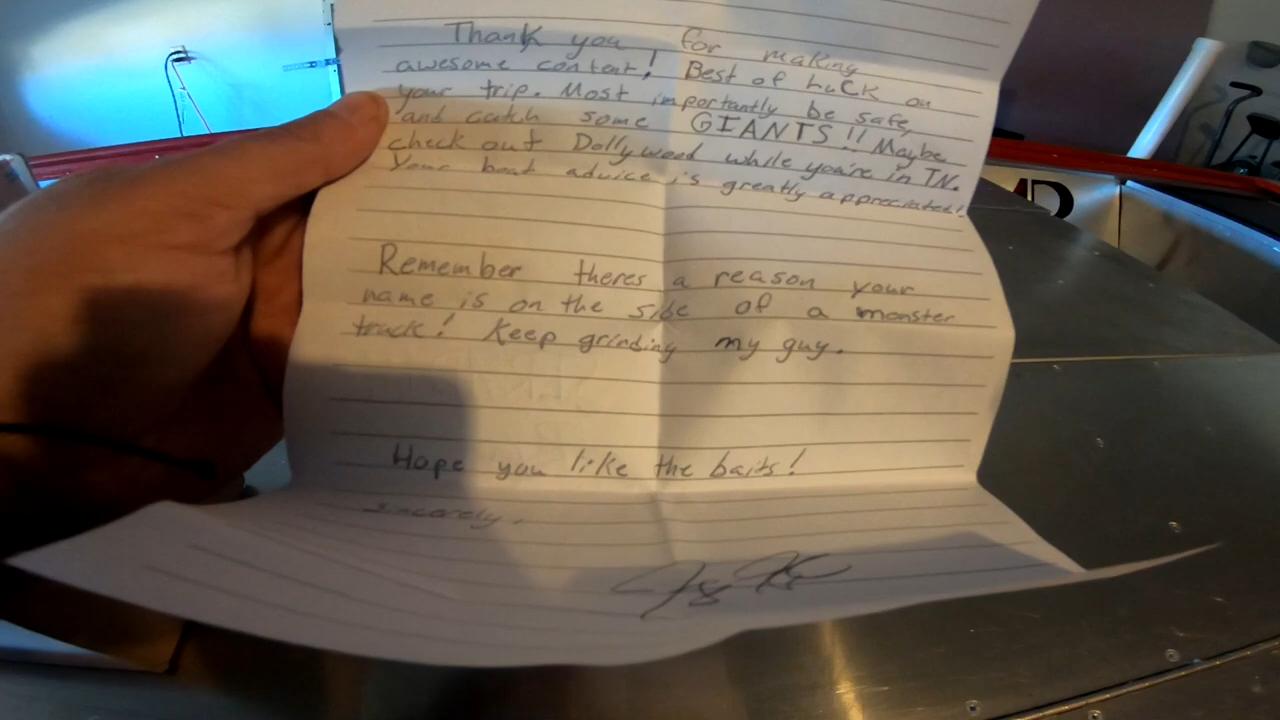 Thank you for making
awesome content! Best of luck on
your trip. Most importantly be safe,
and catch some GIANTS!! Maybe
check out Dollywood while you're in TN.
Your boat advice is greatly appreciated!
Remember theres a reason your
name is on the side of a monster
truck! Keep grinding my guy.
Hope you like the baits!
Sincerely,